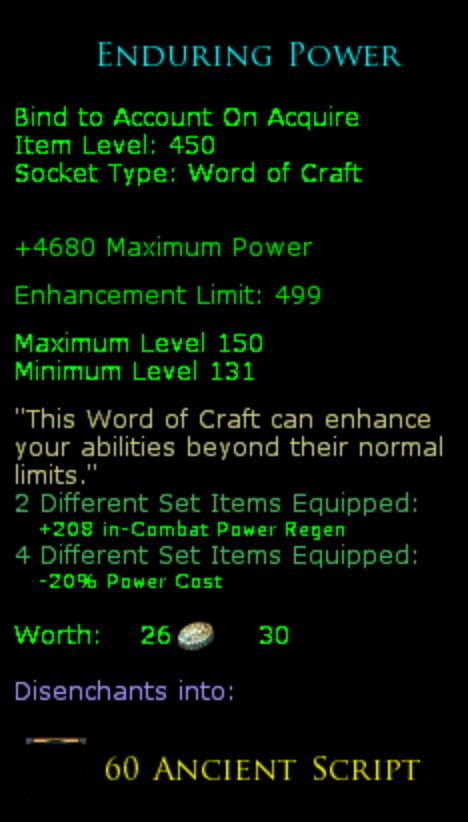 Enduring Power
Bind to Account On Acquire
Item Level: 450
Socket Type: Word of Craft
+4680 Maximum Power
Enhancement Limit: 499
Maximum Level 150
Minimum Level 131
"This Word of Craft can enhance
your abilities beyond their normal
limits."
2 Different Set Items Equipped:
+208 in-Combat Power Regen
4 Different Set Items Equipped:
-20% Power Cost
Worth: 26 30
Disenchants into:
60 Ancient Script